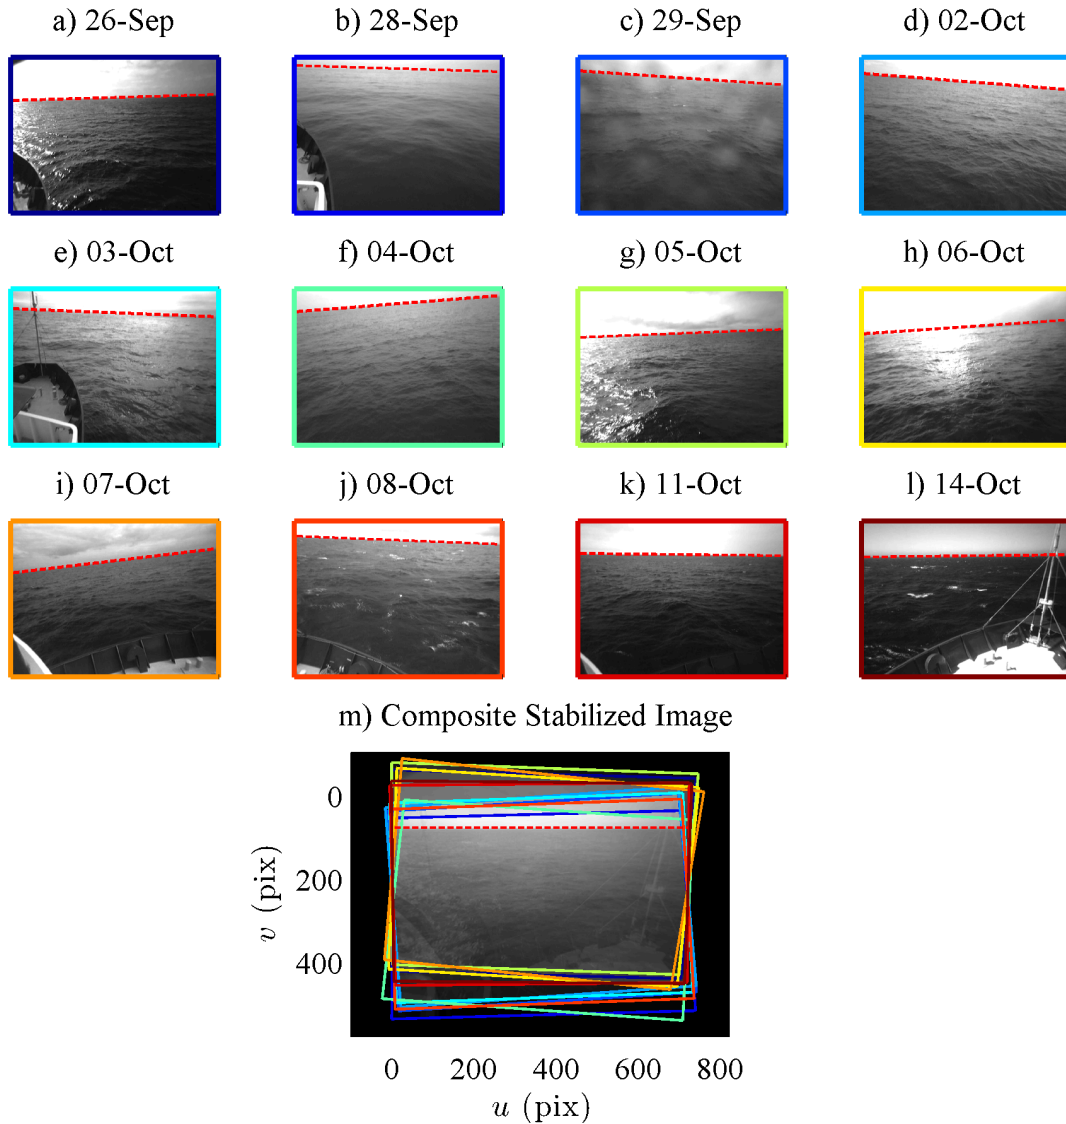 a) 26-Sep
b) 28-Sep
c) 29-Sep
d) 02-Oct
e) 03-Oct
f) 04-Oct
g) 05-Oct
h) 06-Oct
i) 07-Oct
j) 08-Oct
k) 11-Oct
l) 14-Oct
m) Composite Stabilized Image
0
200
400
v (pix)
0 200 400 600 800
u (pix)